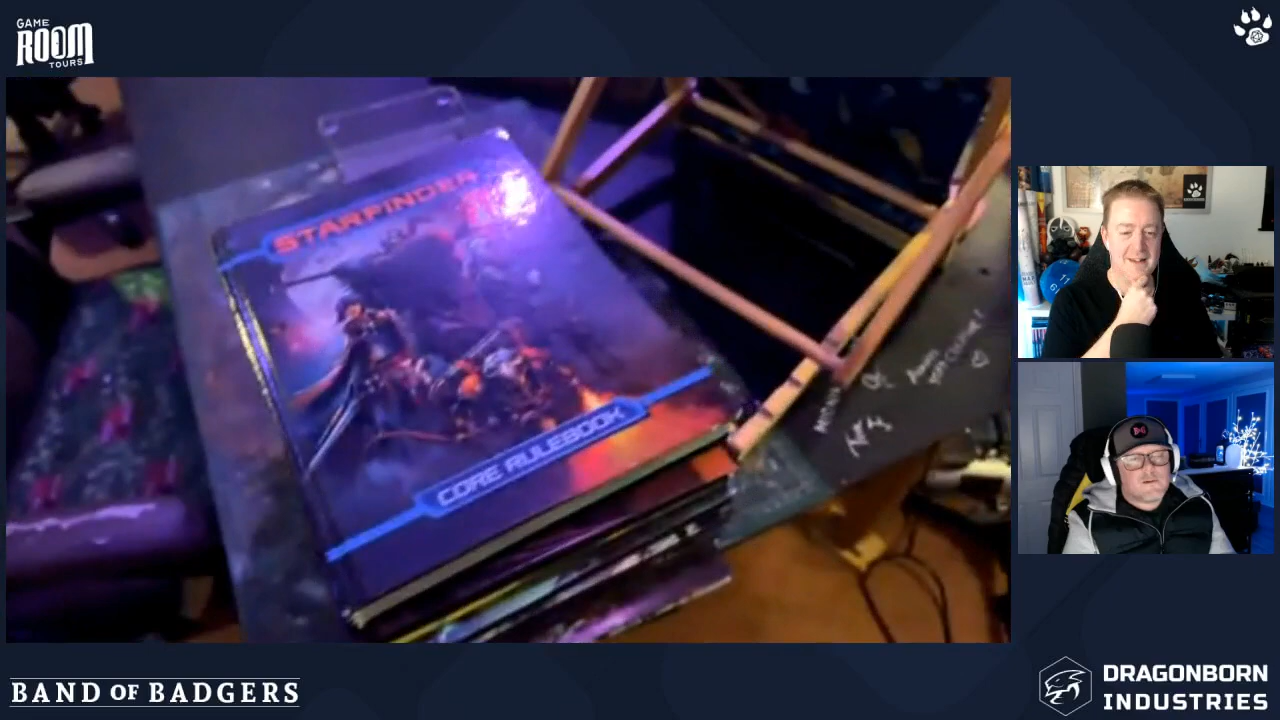 GAME
ROOM
TOURS
STARFINDER
CORE RULEBOOK
BAND OF BADGERS
DRAGONBORN
INDUSTRIES